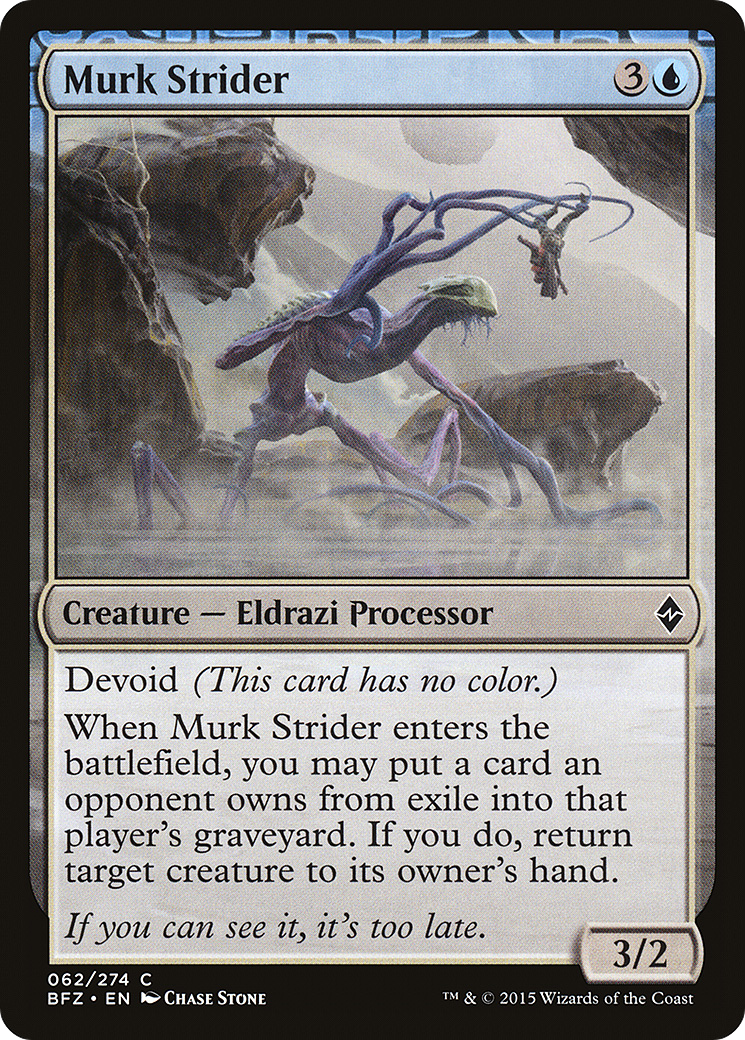 Murk Strider 3
Creature — Eldrazi Processor
Devoid (This card has no color.)
When Murk Strider enters the
battlefield, you may put a card an
opponent owns from exile into that
player's graveyard. If you do, return
target creature to its owner's hand.
If you can see it, it's too late.
3/2
062/274 C
BFZ • EN Chase Stone
™ & © 2015 Wizards of the Coast